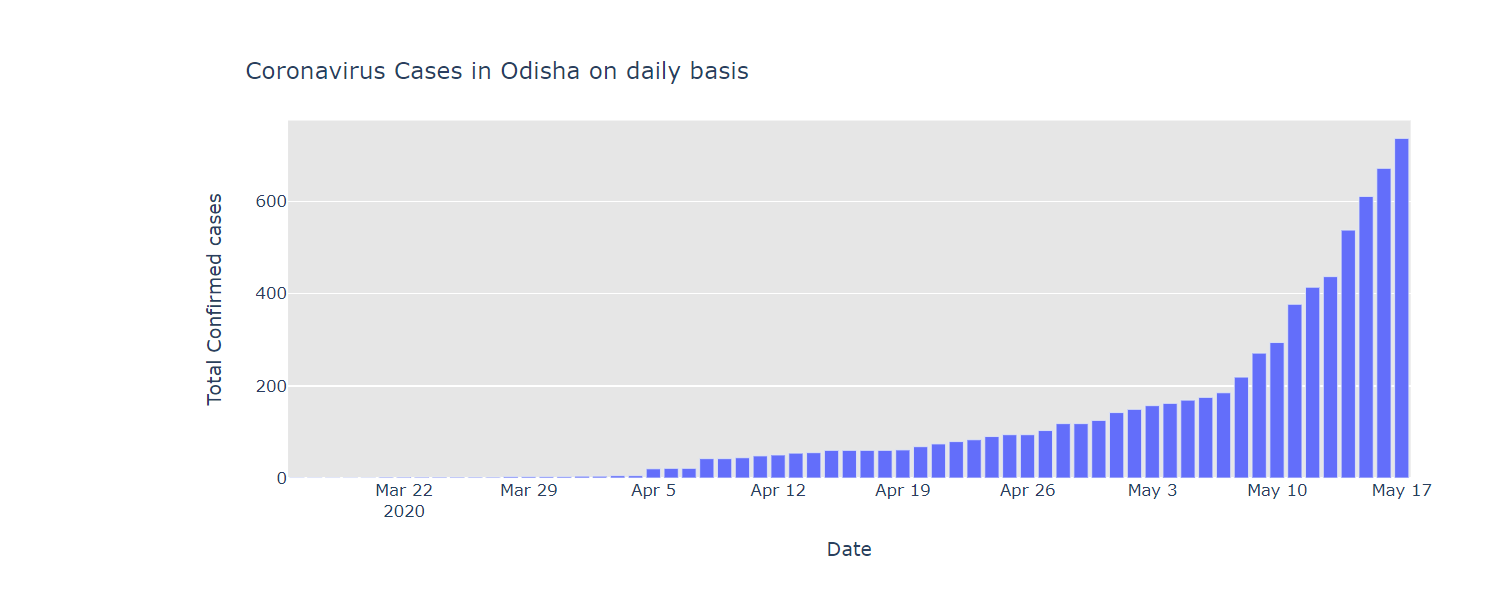 Coronavirus Cases in Odisha on daily basis
Total Confirmed cases
600
400
200
0
Mar 22 Mar 29 Apr 5 Apr 12 Apr 19 Apr 26 May 3 May 10 May 17
2020
Date